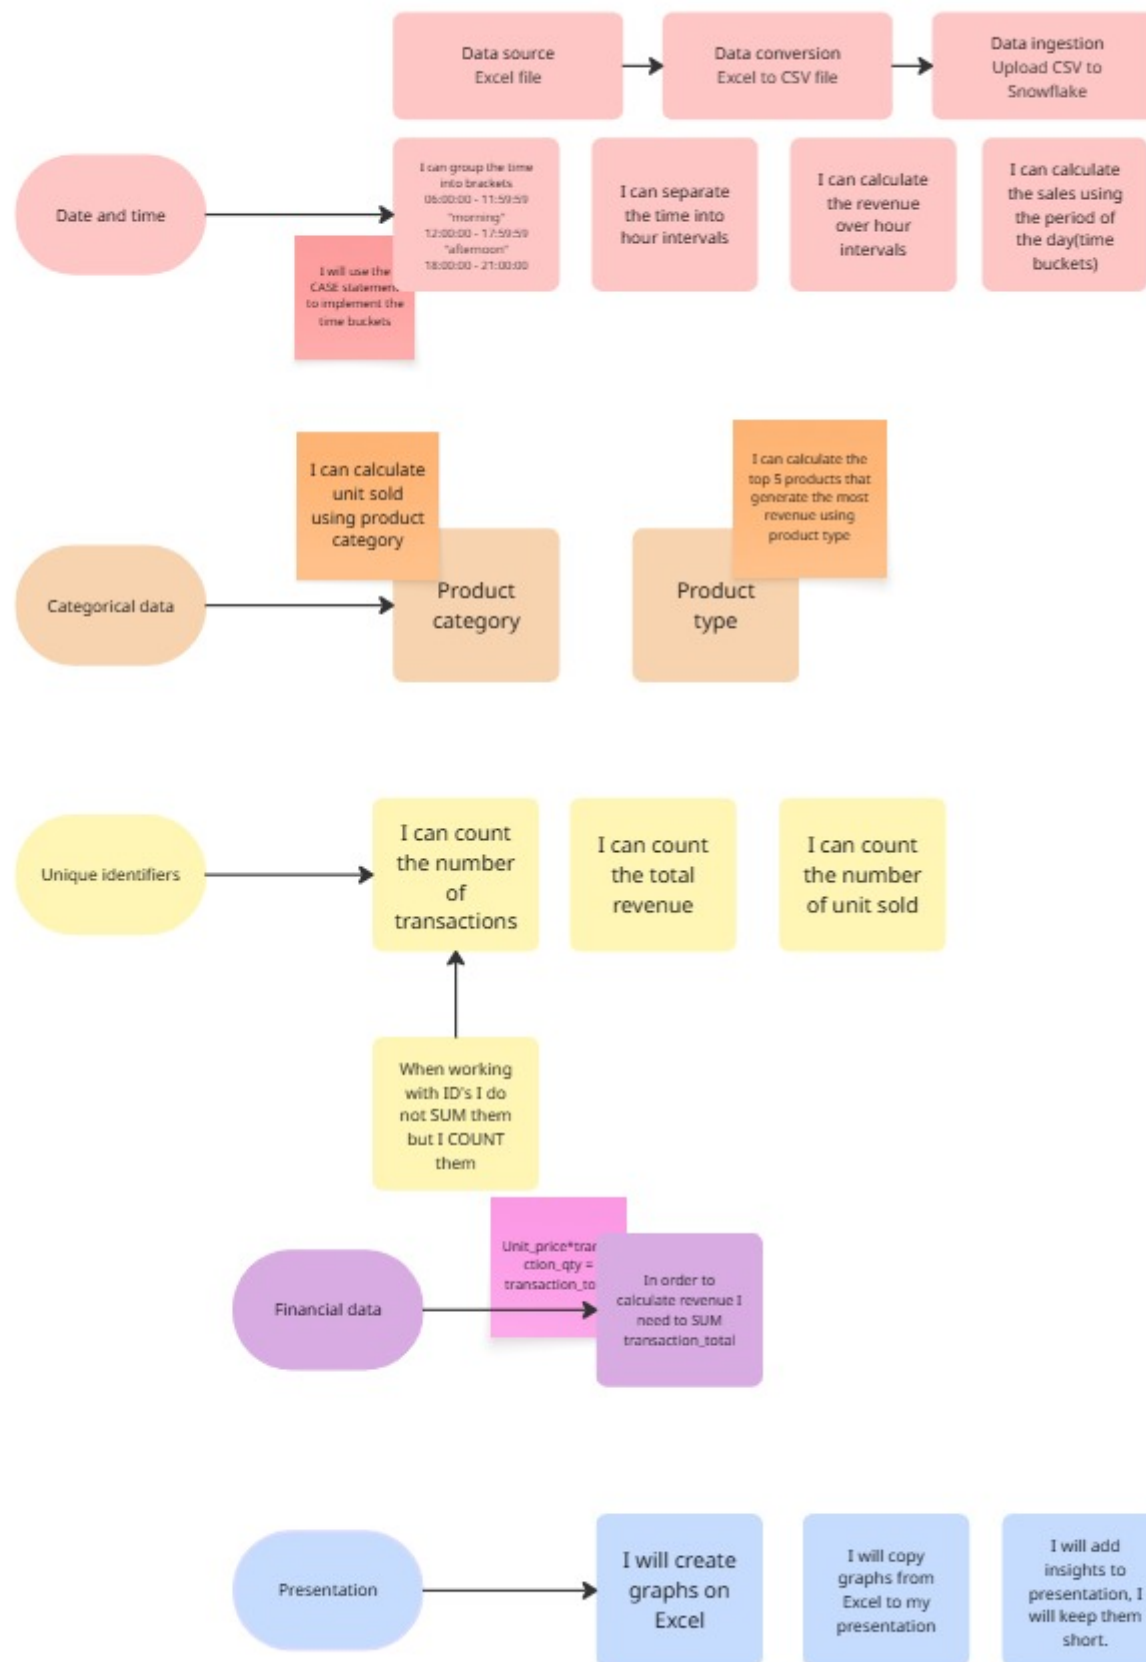 Data source
Excel file
Data conversion
Excel to CSV file
Data ingestion
Upload CSV to
Snowflake
Date and time
I can group the time
into brackets
06:00:00 - 11:59:59
"morning"
12:00:00 - 17:59:59
"afternoon"
18:00:00 - 21:00:00
I can separate
the time into
hour intervals
I can calculate
the revenue
over hour
intervals
I can calculate
the sales using
the period of
the day(time
buckets)
I will use the
CASE statement
to implement the
time buckets
I can calculate
unit sold
using product
category
I can calculate the
top 5 products that
generate the most
revenue using
product type
Categorical data
Product
category
Product
type
Unique identifiers
I can count
the number
of
transactions
I can count
the total
revenue
I can count
the number
of unit sold
When working
with ID's I do
not SUM them
but I COUNT
them
Unit_price*tran
ction_qty =
transaction_to
Financial data
In order to
calculate revenue I
need to SUM
transaction_total
Presentation
I will create
graphs on
Excel
I will copy
graphs from
Excel to my
presentation
I will add
insights to
presentation, I
will keep them
short.